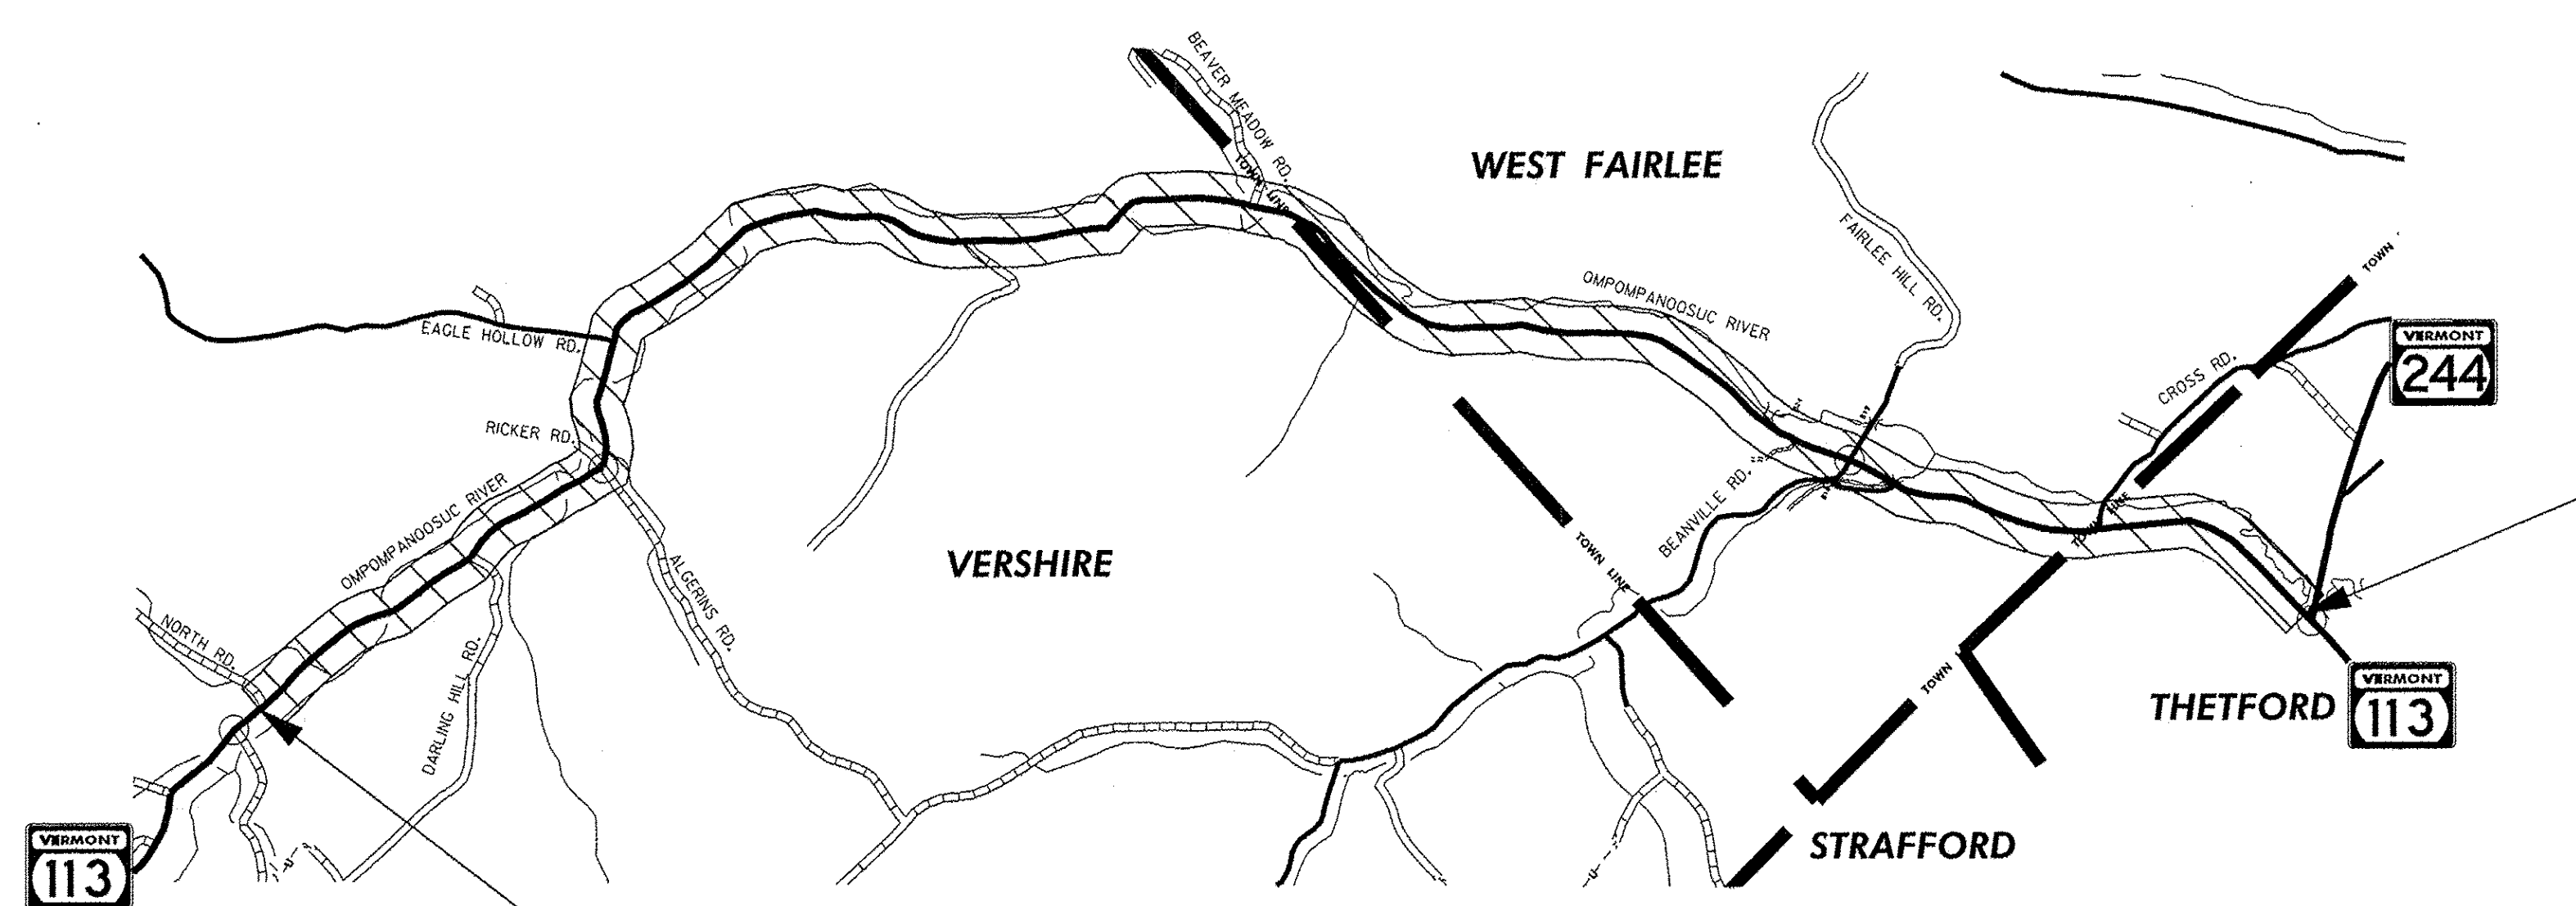 BEAVER MEADOW RD.
TOWN LINE
WEST FAIRLEE
FAIRLEE HILL RD.
OMPOMPANOOSUC RIVER
TOWN
VERMONT
244
CROSS RD.
EAGLE HOLLOW RD.
RICKER RD.
OMPOMPANOOSUC RIVER
BEANVILLE RD.
TOWN LINE
VERSHIRE
ALGERINS RD.
NORTH RD.
DARLING HILL RD.
TOWN
THETFORD
VERMONT
113
STRAFFORD
VERMONT
113